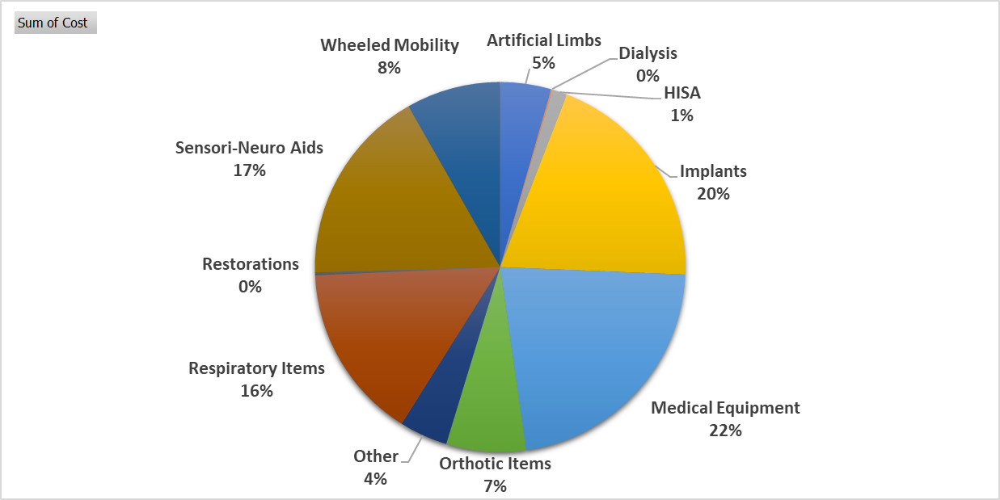 Sum of Cost
Wheeled Mobility
8%
Artificial Limbs
5%
Dialysis
0%
HISA
1%
Implants
20%
Sensori-Neuro Aids
17%
Restorations
0%
Respiratory Items
16%
Medical Equipment
22%
Other
4%
Orthotic Items
7%